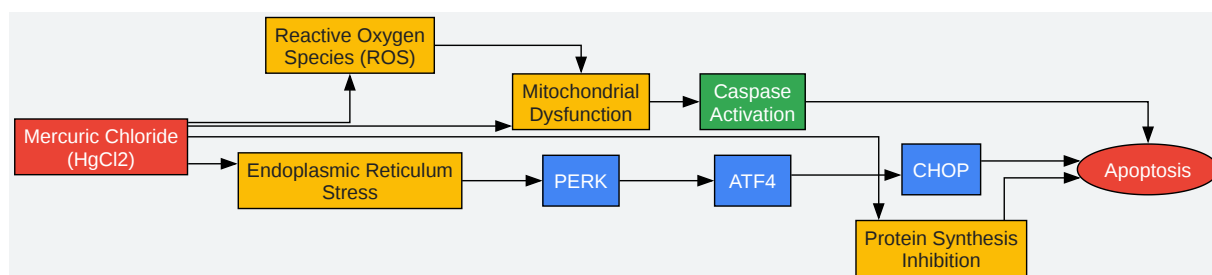 Reactive Oxygen
Species (ROS)
Mitochondrial
Dysfunction
Caspase
Activation
Mercuric Chloride
(HgCl2)
Endoplasmic Reticulum
Stress
PERK
ATF4
CHOP
Apoptosis
Protein Synthesis
Inhibition